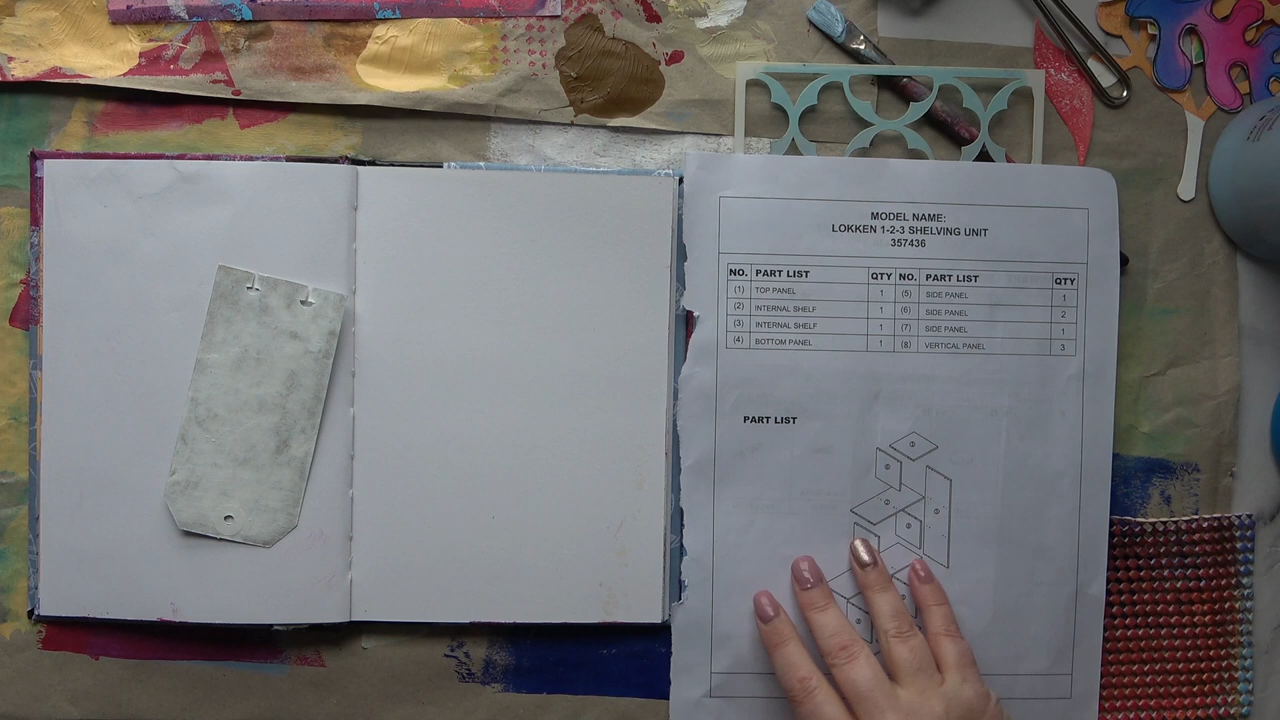 MODEL NAME:
LOKKEN 1-2-3 SHELVING UNIT
357436
NO. PART LIST QTY NO. PART LIST QTY
(1) TOP PANEL 1 (5) SIDE PANEL 1
(2) INTERNAL SHELF 1 (6) SIDE PANEL 2
(3) INTERNAL SHELF 1 (7) SIDE PANEL 1
(4) BOTTOM PANEL 1 (8) VERTICAL PANEL 3
PART LIST